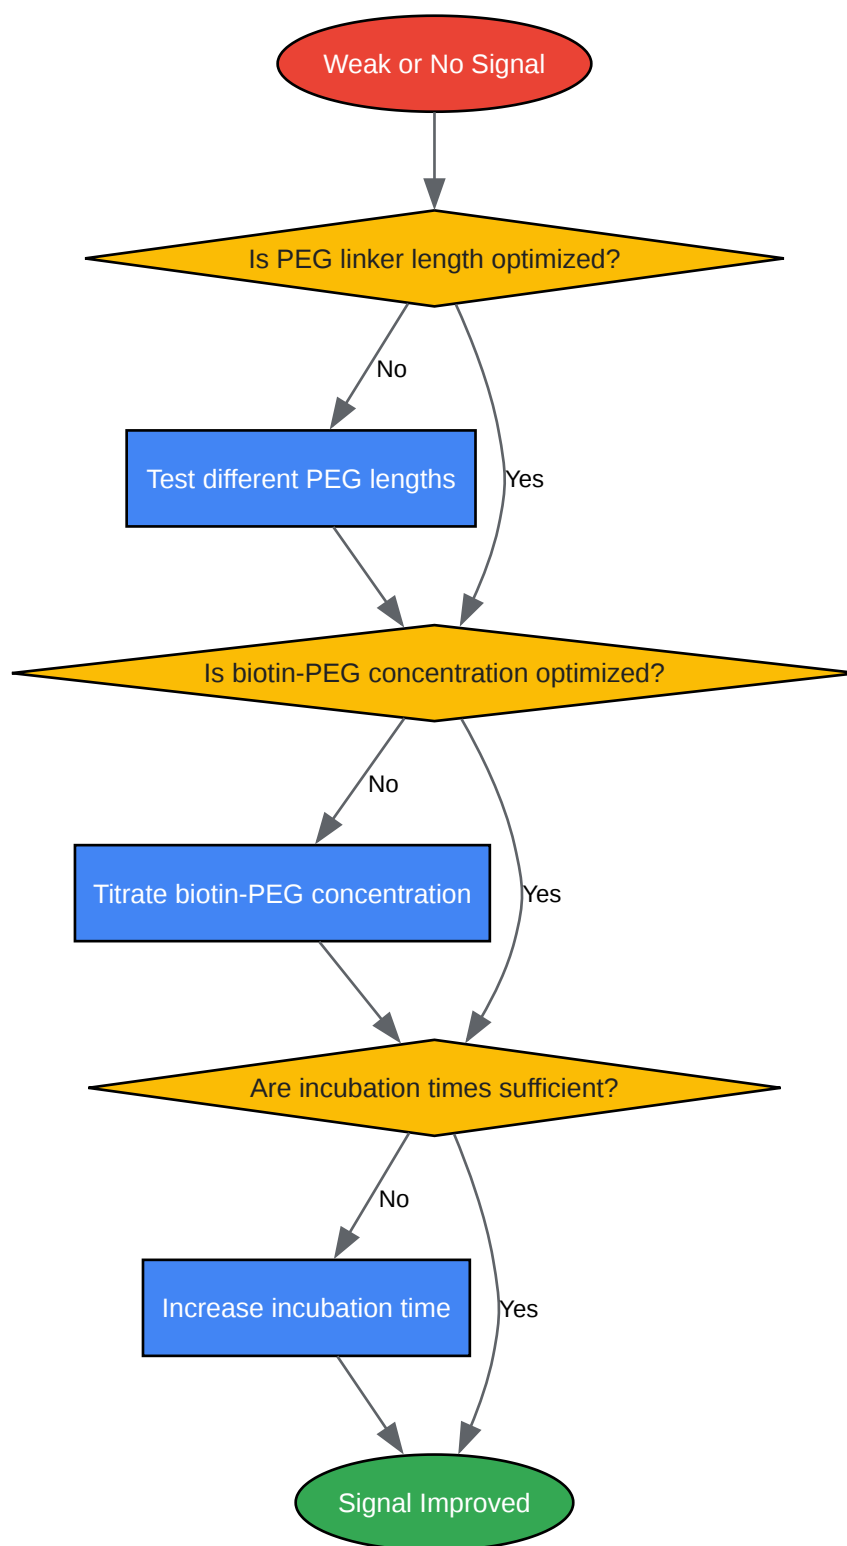 Weak or No Signal
Is PEG linker length optimized?
No
Test different PEG lengths
Yes
Is biotin-PEG concentration optimized?
No
Titrate biotin-PEG concentration
Yes
Are incubation times sufficient?
No
Increase incubation time
Yes
Signal Improved